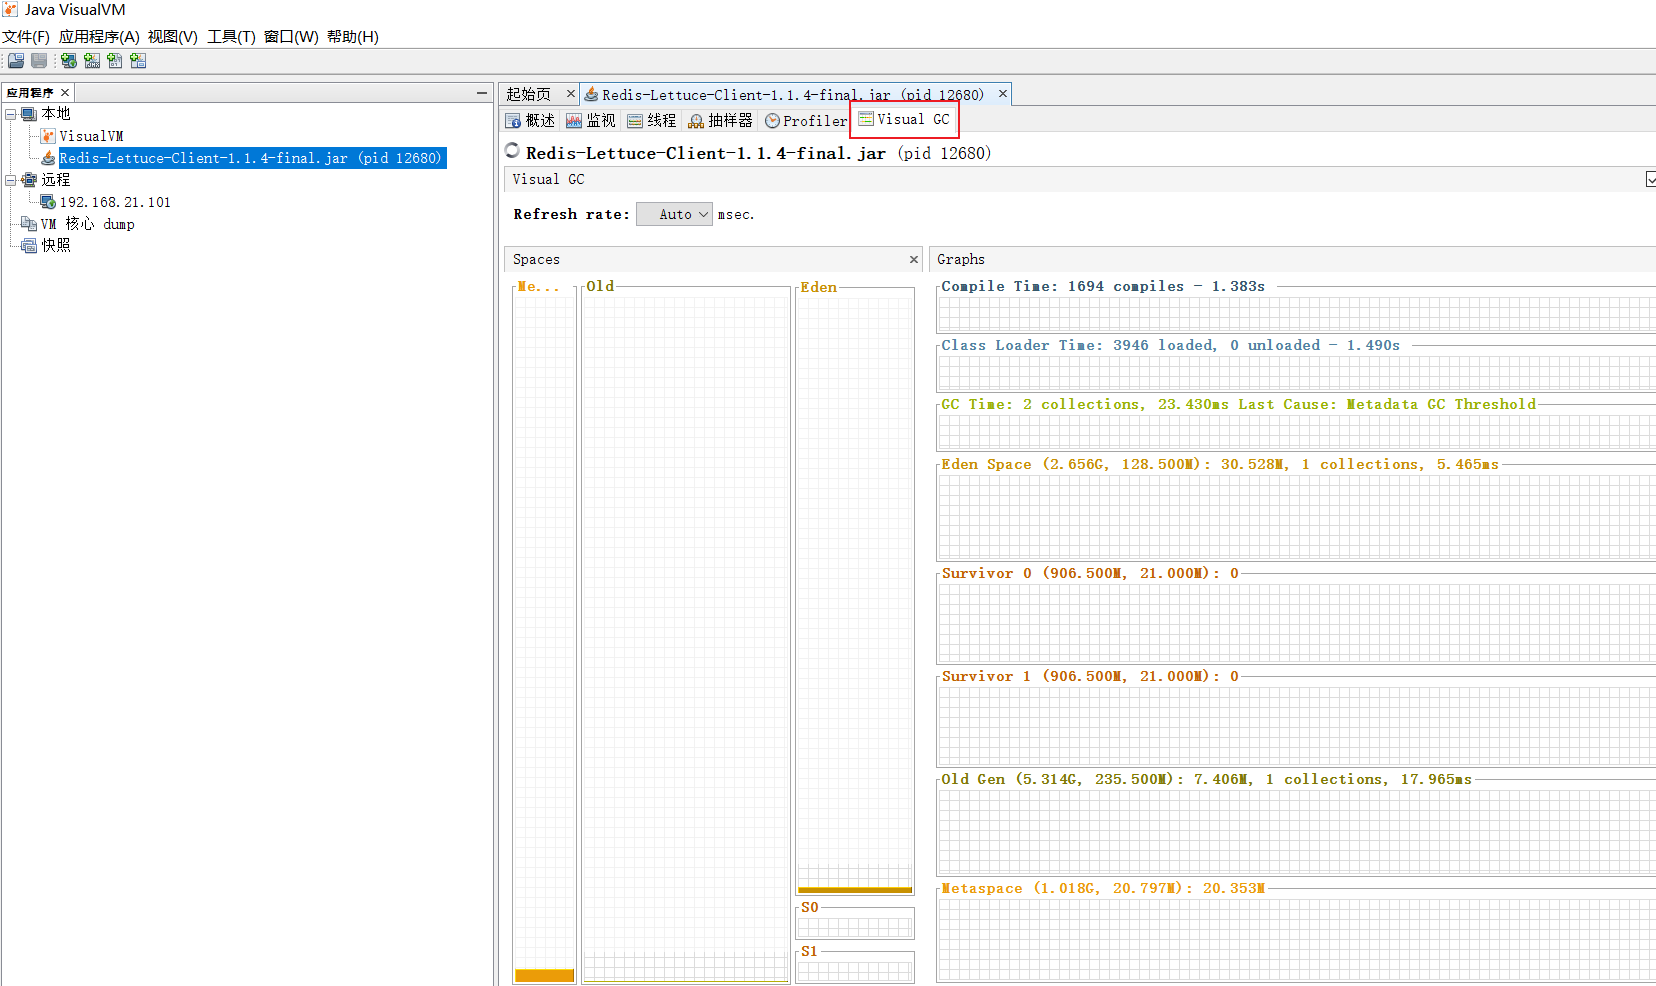 Java VisualVM
文件(F) 应用程序(A) 视图(V) 工具(T) 窗口(W) 帮助(H)
应用程序
本地
VisualVM
Redis-Lettuce-Client-1.1.4-final.jar (pid 12680)
远程
192.168.21.101
VM 核心 dump
快照
起始页 Redis-Lettuce-Client-1.1.4-final.jar (pid 12680)
概述 监视 线程 抽样器 Profiler Visual GC
Redis-Lettuce-Client-1.1.4-final.jar (pid 12680)
Visual GC
Refresh rate: Auto msec.
Spaces
Me...
Old
Eden
S0
S1
Graphs
Compile Time: 1694 compiles - 1.383s
Class Loader Time: 3946 loaded, 0 unloaded - 1.490s
GC Time: 2 collections, 23.430ms Last Cause: Metadata GC Threshold
Eden Space (2.656G, 128.500M): 30.528M, 1 collections, 5.465ms
Survivor 0 (906.500M, 21.000M): 0
Survivor 1 (906.500M, 21.000M): 0
Old Gen (5.314G, 235.500M): 7.406M, 1 collections, 17.965ms
Metaspace (1.018G, 20.797M): 20.353M